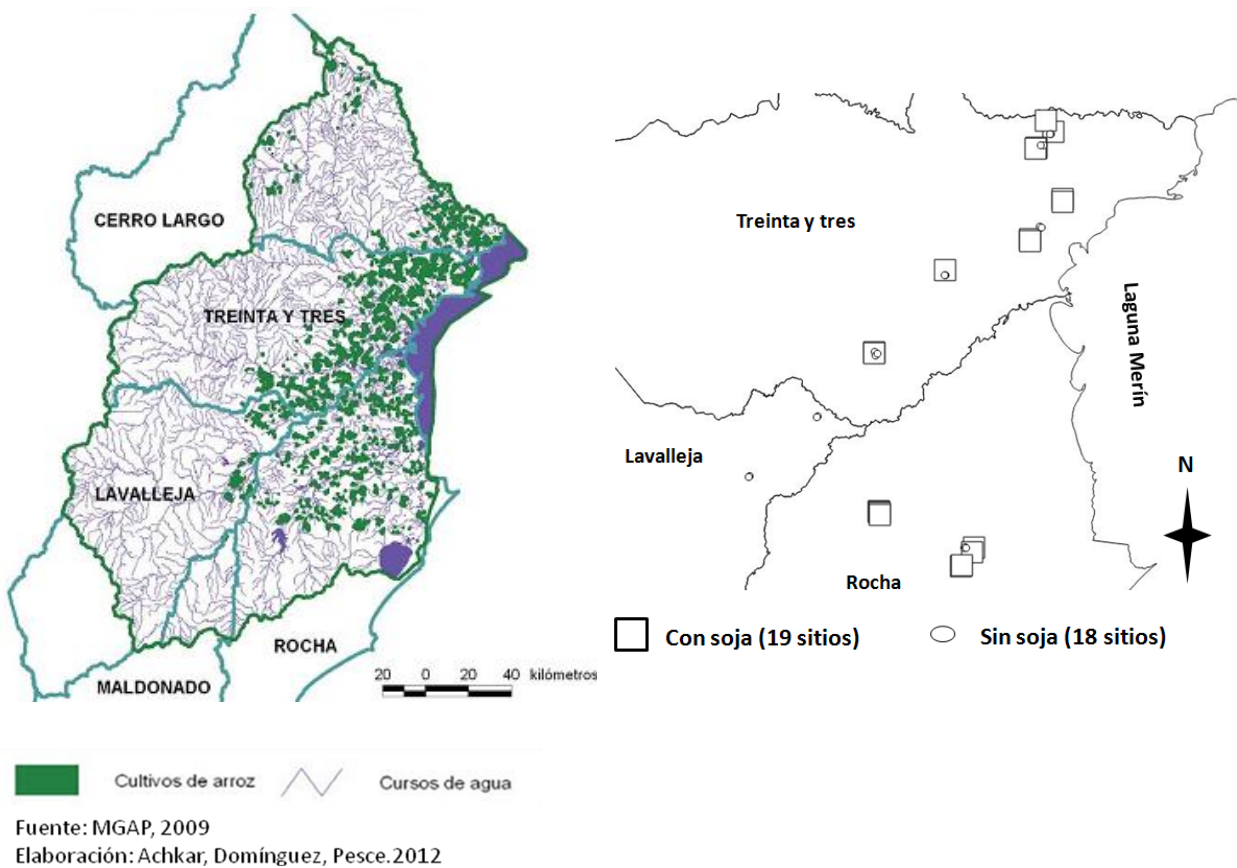 CERRO LARGO
TREINTA Y TRES
LAVALLEJA
ROCHA
MALDONADO
20 0 20 40 kilómetros
Cultivos de arroz
Cursos de agua
Fuente: MGAP, 2009
Elaboración: Achkar, Domínguez, Pesce.2012
Treinta y tres
Laguna Merín
Lavalleja
N
Rocha
Con soja (19 sitios)
Sin soja (18 sitios)